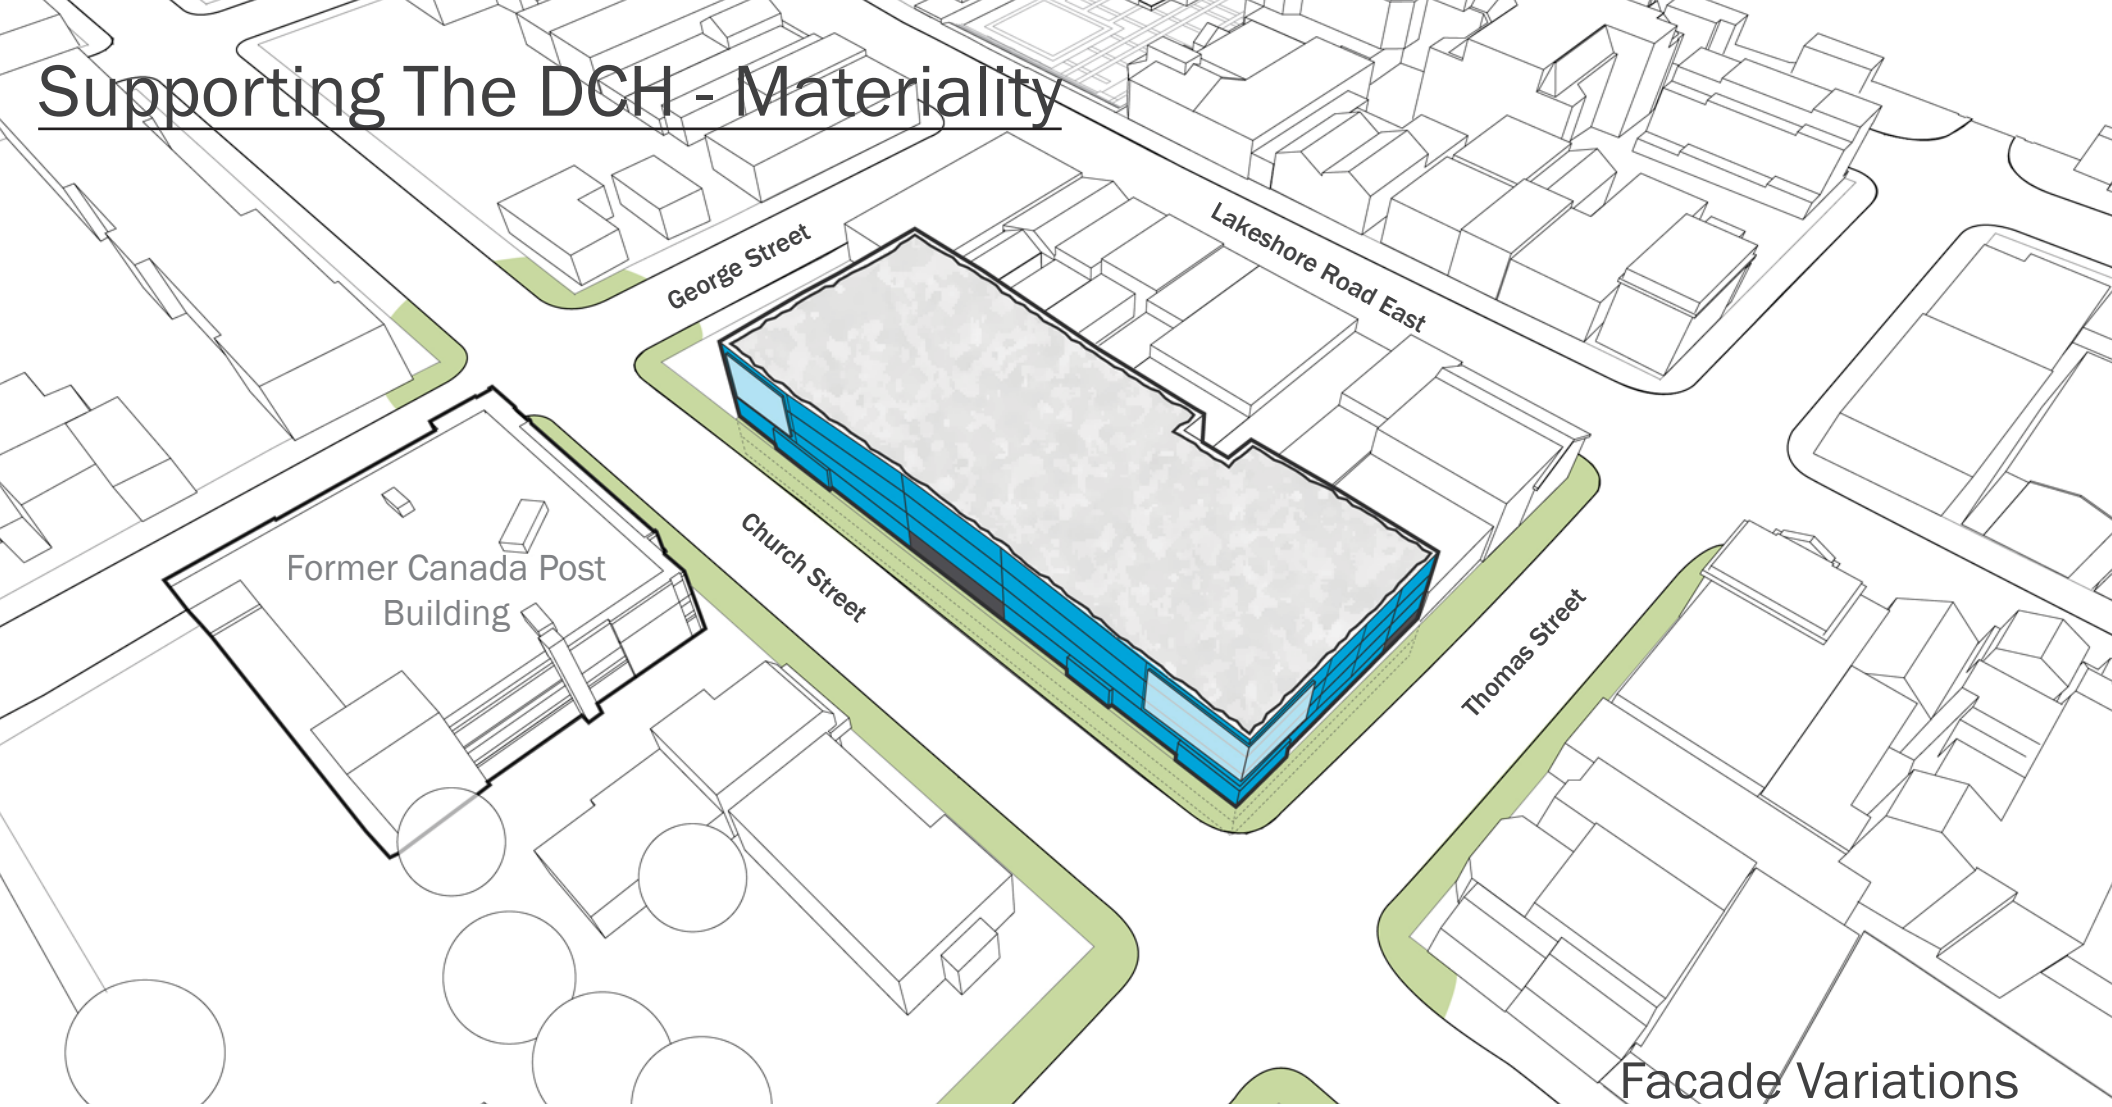 Supporting The DCH - Materiality
George Street
Lakeshore Road East
Church Street
Former Canada Post
Building
Thomas Street
Facade Variations